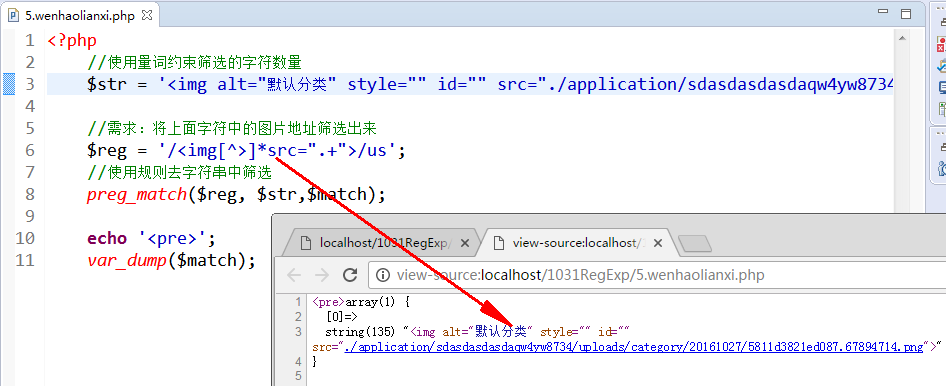 5.wenhaolianxi.php
1 <?php
2 //使用量词约束筛选的字符数量
3 $str = '<img alt="默认分类" style="" id="" src="./application/sdasdasdasdaqw4yw8734
4
5 //需求：将上面字符中的图片地址筛选出来
6 $reg = '/<img[^>]*src=".+">/us';
7 //使用规则去字符串中筛选
8 preg_match($reg, $str,$match);
9
10 echo '<pre>';
11 var_dump($match);
localhost/1031RegExp/
view-source:localhost/
view-source:localhost/1031RegExp/5.wenhaolianxi.php
1 <pre>array(1) {
2 [0]=>
3 string(135) "<img alt="默认分类" style="" id=""
src="./application/sdasdasdasdaqw4yw8734/uploads/category/20161027/5811d3821ed087.67894714.png">"
4 }
5